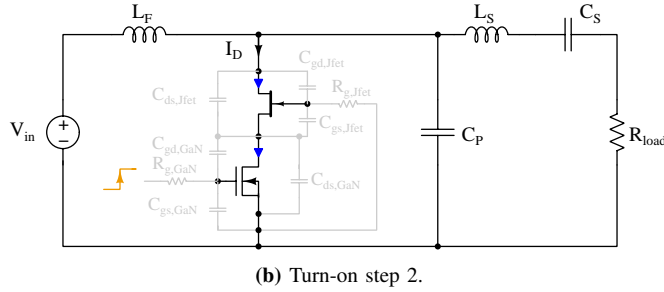 L_F
L_S
C_S
I_D
C_gd,Jfet
R_g,Jfet
C_ds,Jfet
C_gs,Jfet
V_in
C_gd,GaN
R_g,GaN
C_P
R_load
C_ds,GaN
C_gs,GaN
(b) Turn-on step 2.